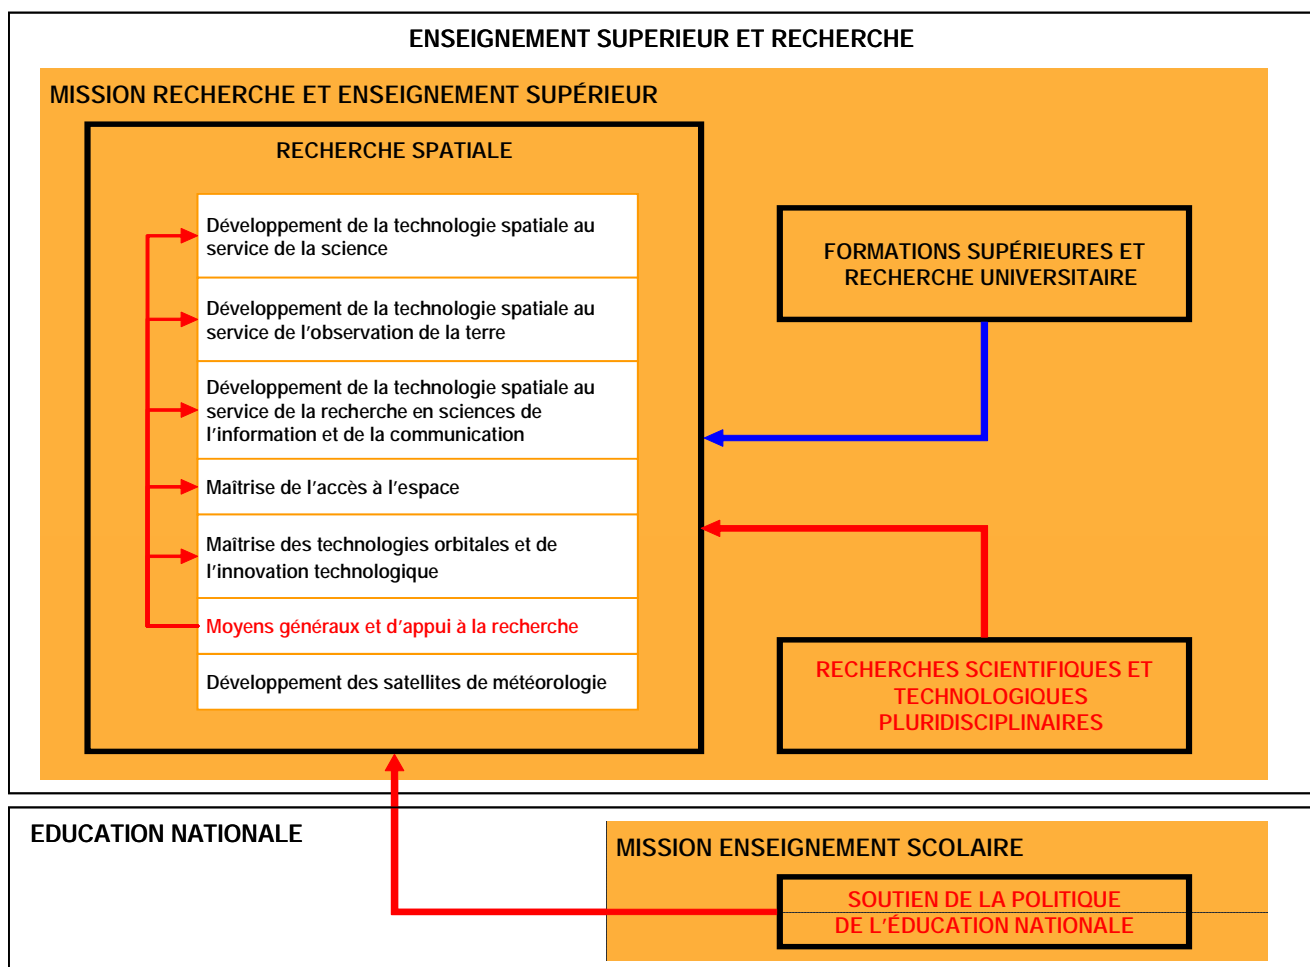 ENSEIGNEMENT SUPERIEUR ET RECHERCHE
MISSION RECHERCHE ET ENSEIGNEMENT SUPÉRIEUR
RECHERCHE SPATIALE
Développement de la technologie spatiale au
service de la science
Développement de la technologie spatiale au
service de l'observation de la terre
Développement de la technologie spatiale au
service de la recherche en sciences de
l'information et de la communication
Maîtrise de l'accès à l'espace
Maîtrise des technologies orbitales et de
l'innovation technologique
Moyens généraux et d'appui à la recherche
Développement des satellites de météorologie
FORMATIONS SUPÉRIEURES ET
RECHERCHE UNIVERSITAIRE
RECHERCHES SCIENTIFIQUES ET
TECHNOLOGIQUES
PLURIDISCIPLINAIRES
EDUCATION NATIONALE
MISSION ENSEIGNEMENT SCOLAIRE
SOUTIEN DE LA POLITIQUE
DE L'ÉDUCATION NATIONALE